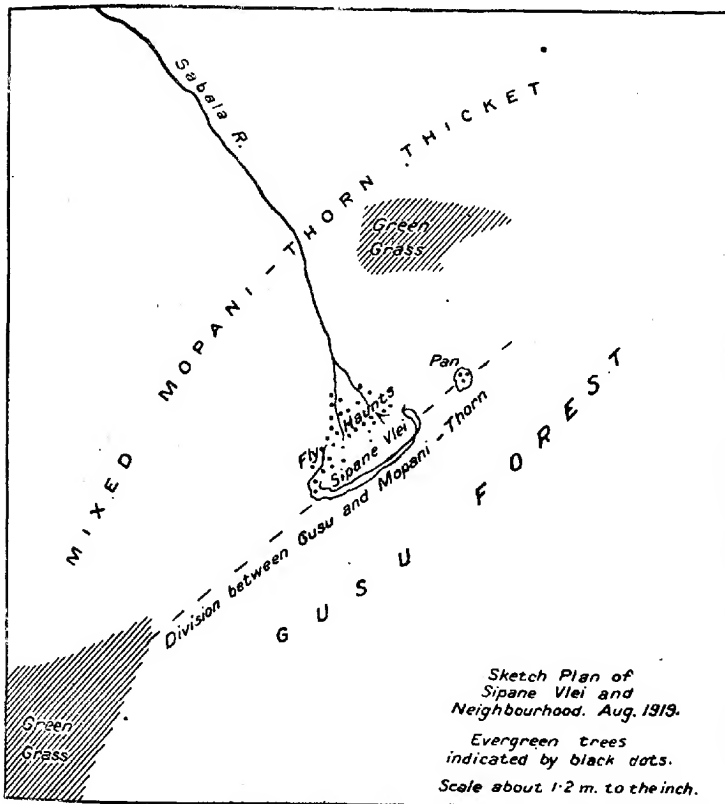 Sabala R.
MIXED MOPANI-THORN THICKET
Green
Grass
Pan
Fly Haunts
Sipane Vlei
Division between Gusu and Mopani-Thorn
GUSU FOREST
Green
Grass
Sketch Plan of
Sipane Vlei and
Neighbourhood. Aug. 1919.
Evergreen trees
indicated by black dots.
Scale about 1·2 m. to the inch.